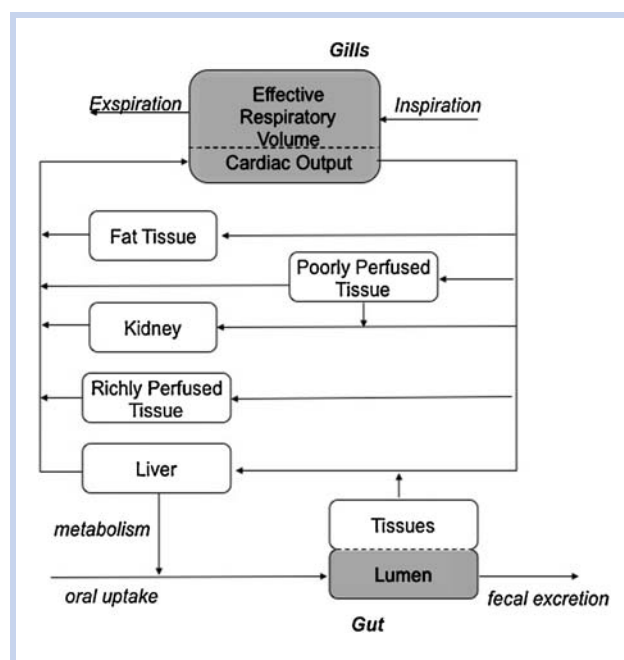 Gills
Exspiration
Effective
Respiratory
Volume
Inspiration
Cardiac Output
Fat Tissue
Poorly Perfused
Tissue
Kidney
Richly Perfused
Tissue
Liver
metabolism
Tissues
oral uptake
Lumen
fecal excretion
Gut